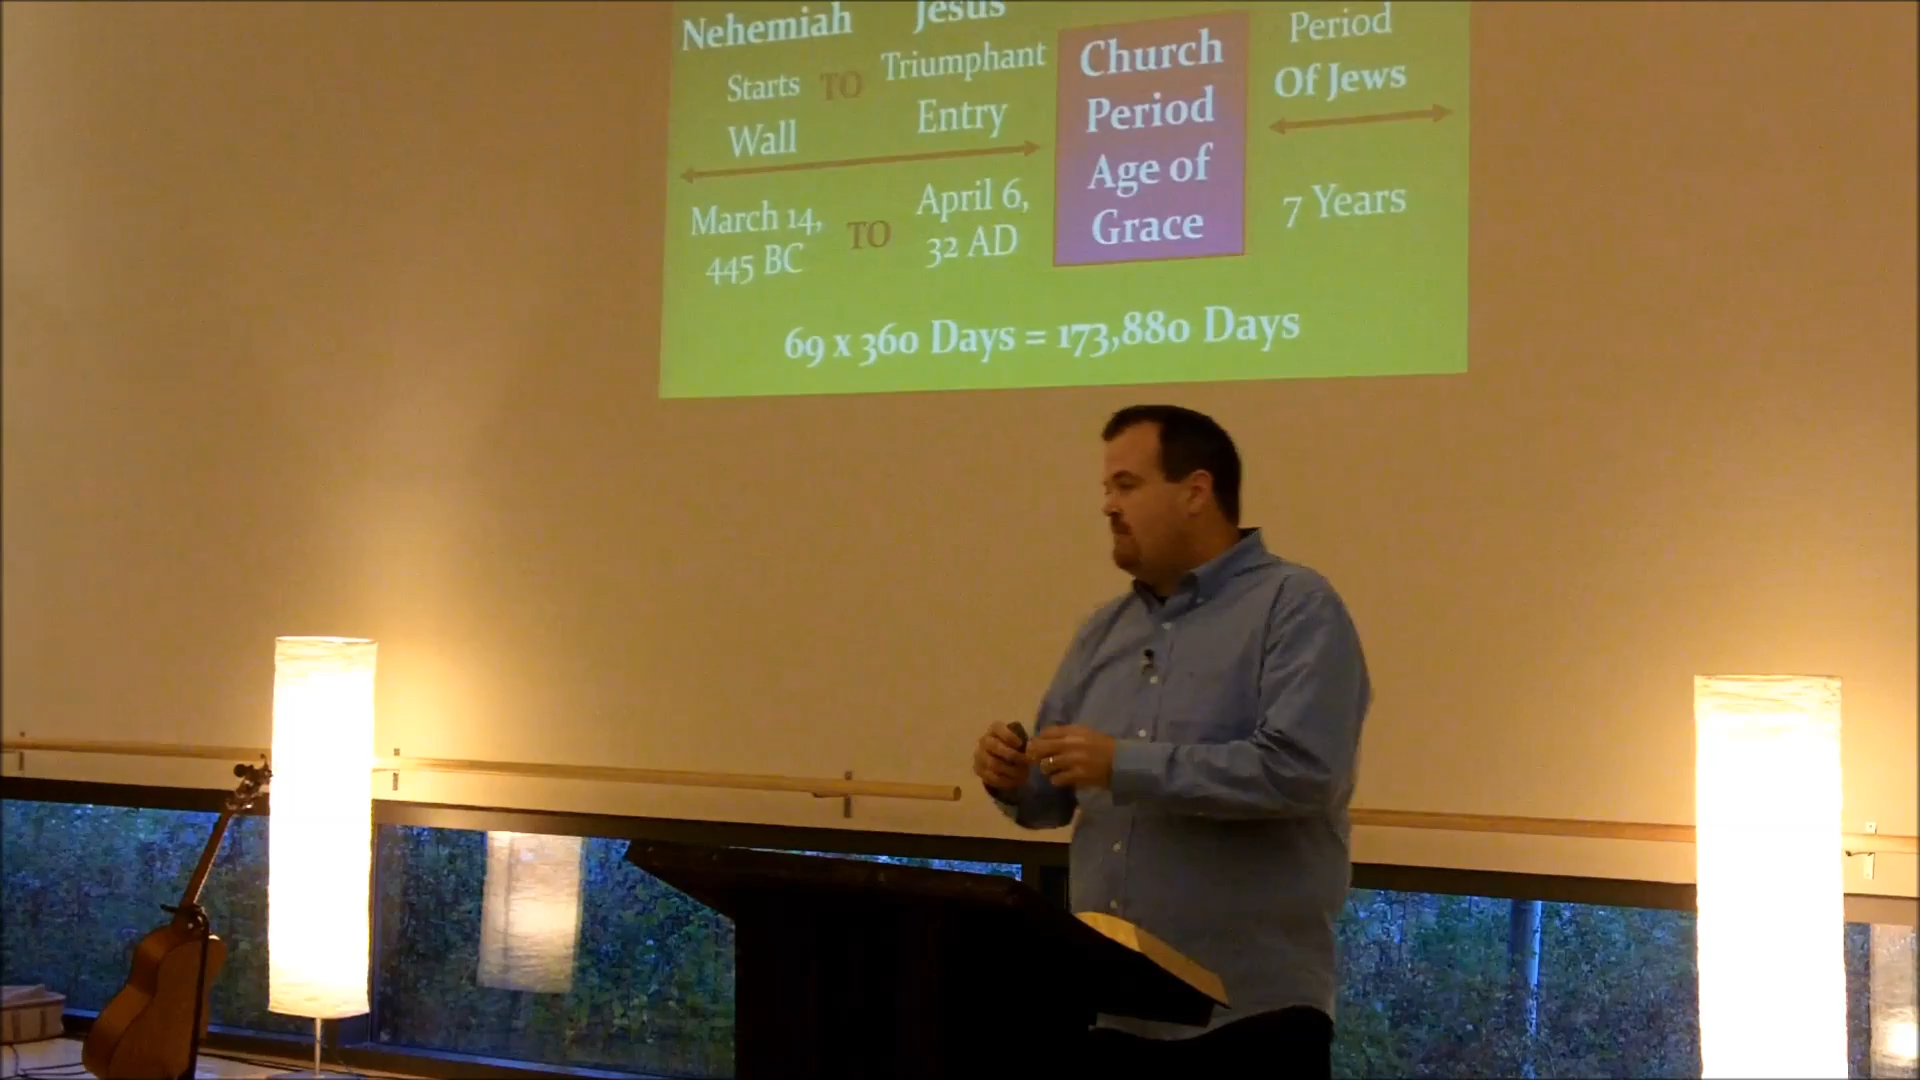 Nehemiah
Starts
Wall
TO
Jesus
Triumphant
Entry
March 14,
445 BC
TO
April 6,
32 AD
Church
Period
Age of
Grace
Period
Of Jews
7 Years
69 x 360 Days = 173,880 Days